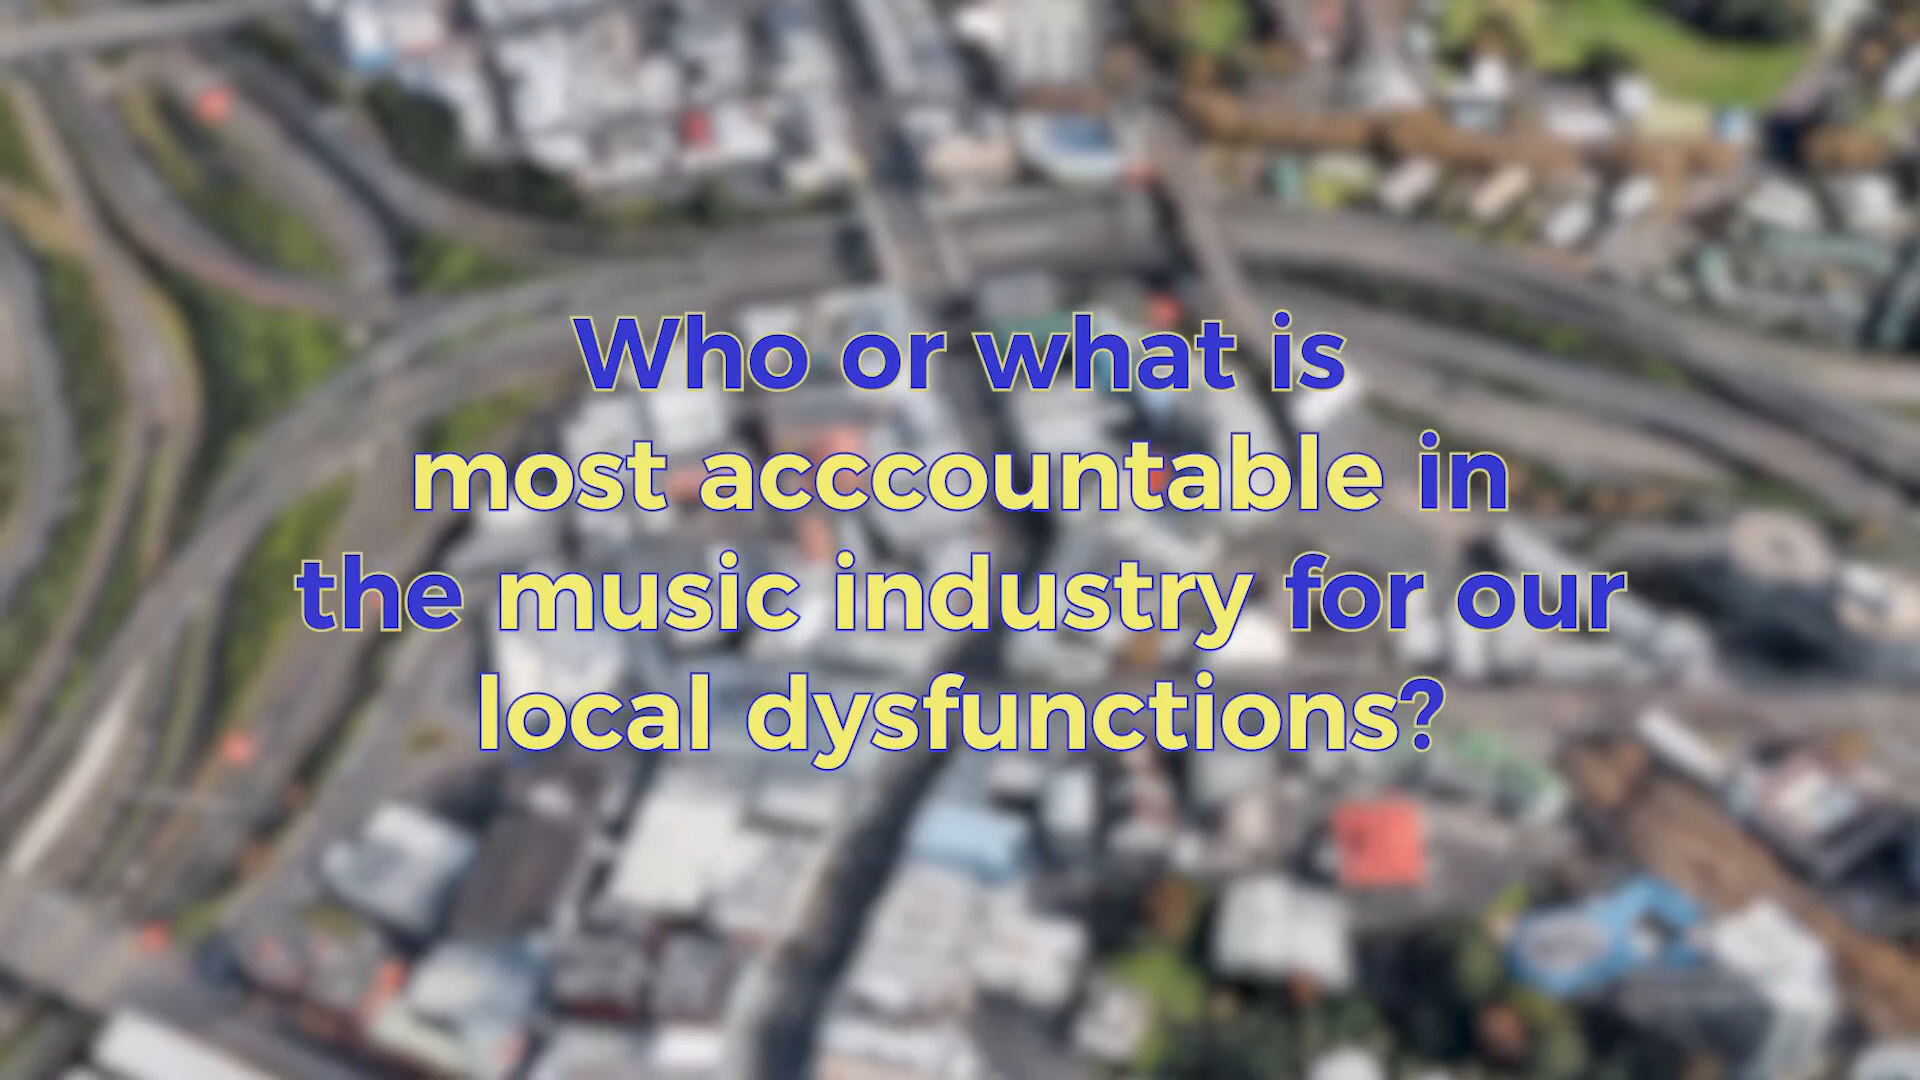 Who or what is
most acccountable in
the music industry for our
local dysfunctions?